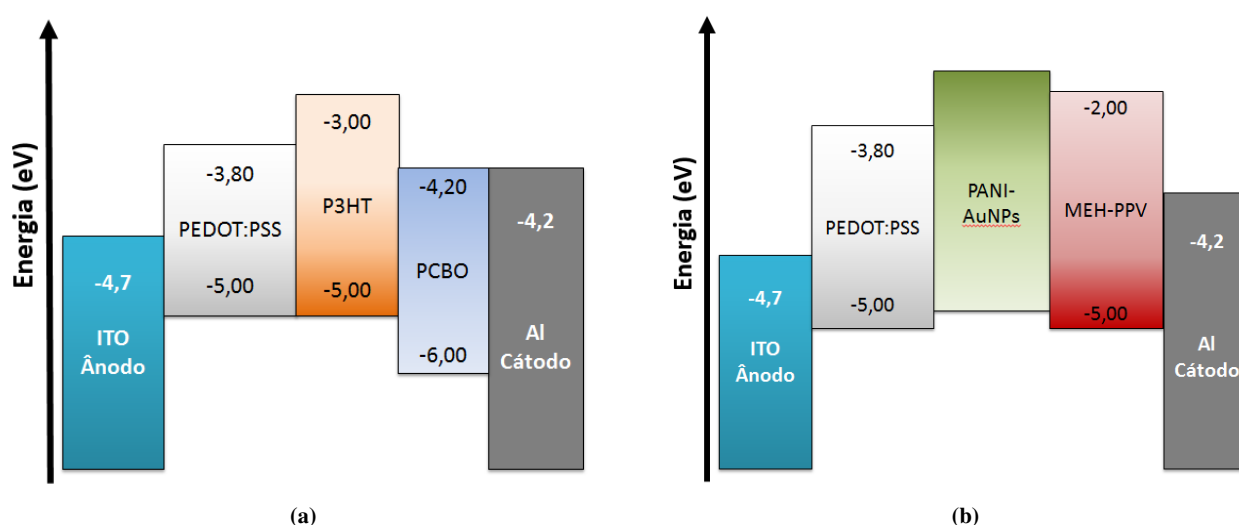 Energia (eV)
-4,7
ITO
Ânodo
-3,80
PEDOT:PSS
-5,00
-3,00
P3HT
-5,00
-4,20
PCBO
-6,00
-4,2
Al
Cátodo
(a)
Energia (eV)
-4,7
ITO
Ânodo
-3,80
PEDOT:PSS
-5,00
PANI-
AuNPs
-2,00
MEH-PPV
-5,00
-4,2
Al
Cátodo
(b)